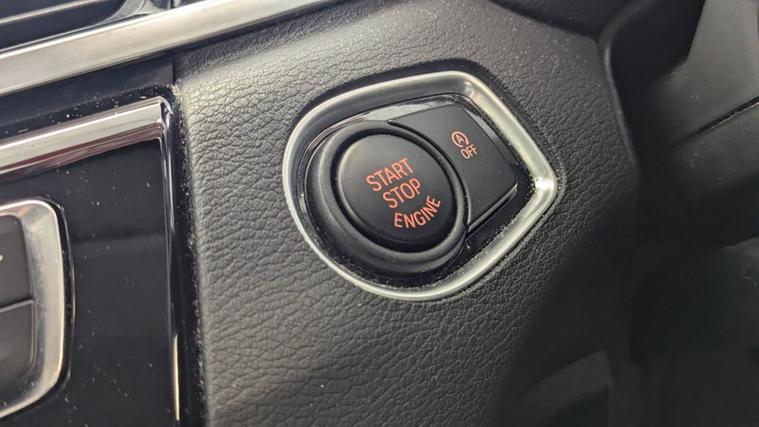 START
STOP
ENGINE
A
OFF